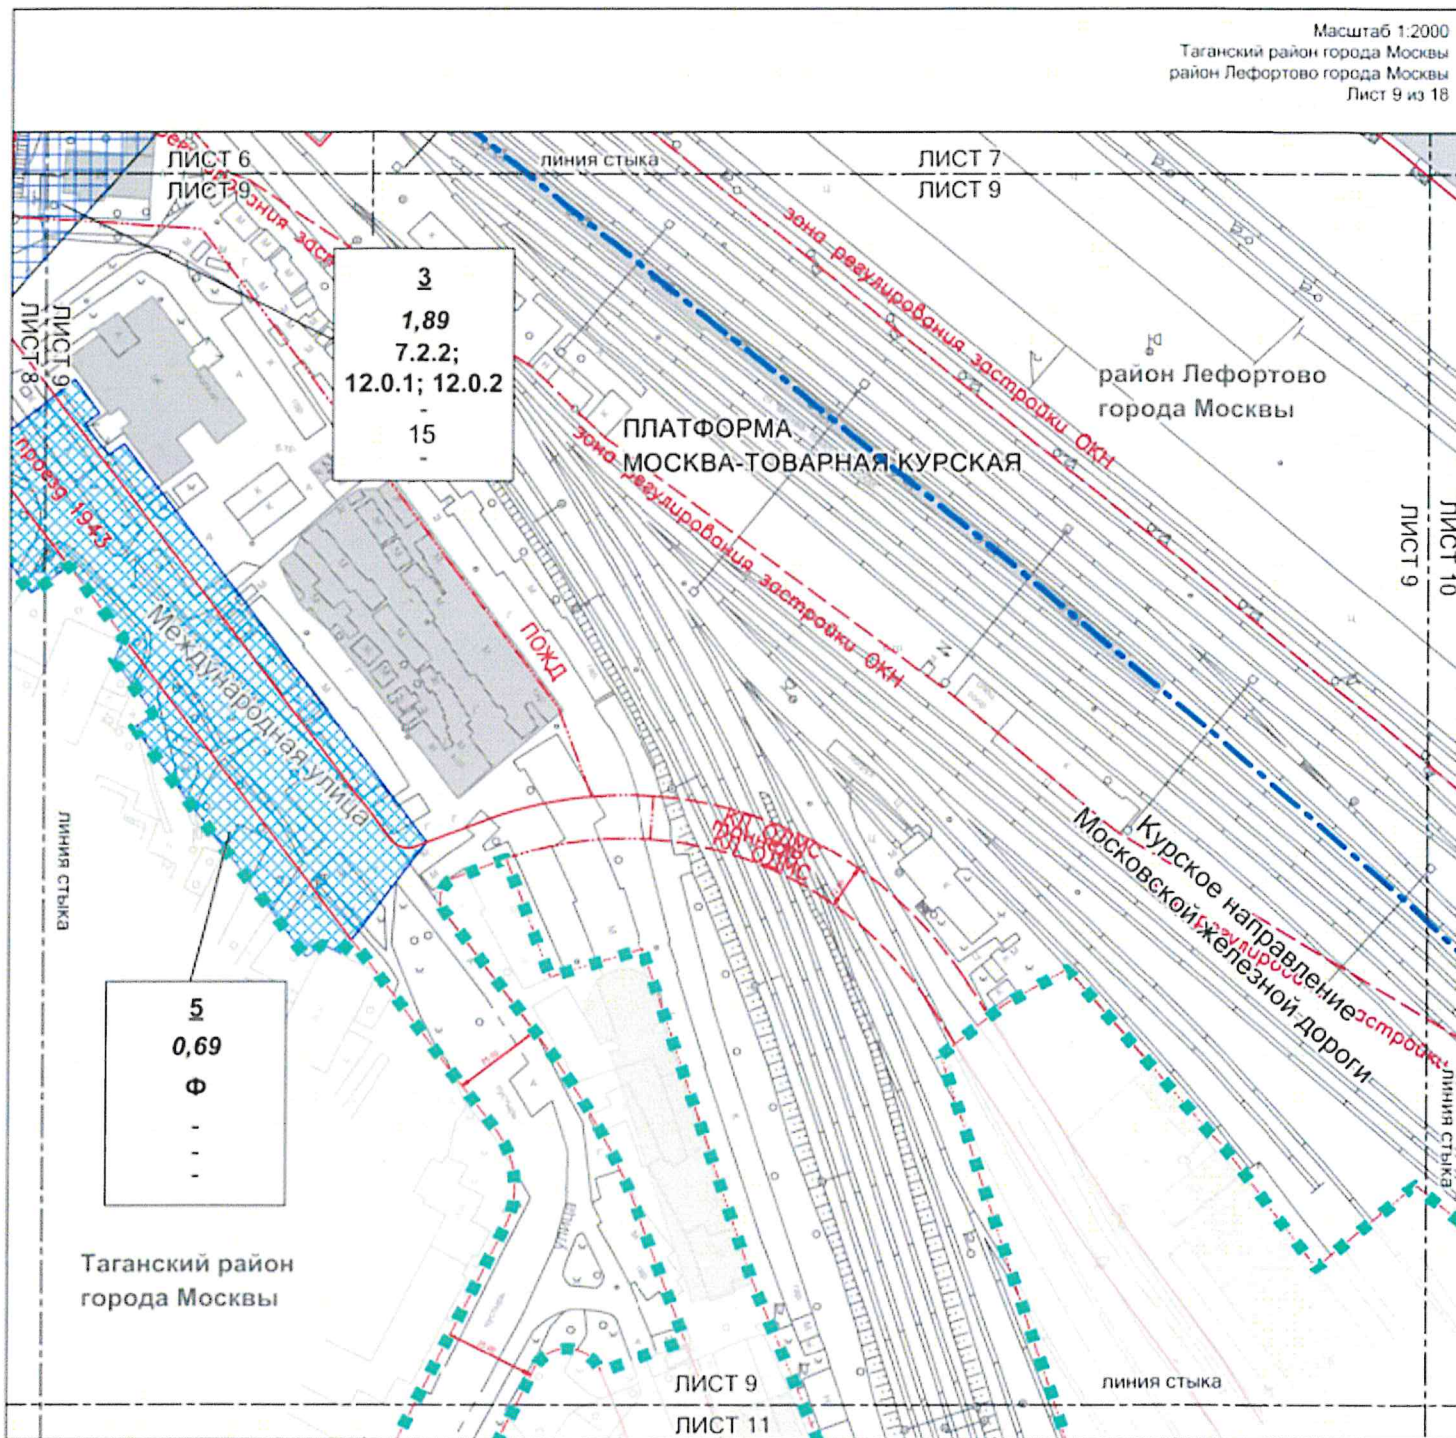 Масштаб 1:2000
Таганский район города Москвы
район Лефортово города Москвы
Лист 9 из 18
ЛИСТ 6
линия стыка
ЛИСТ 7
ЛИСТ 9
ЛИСТ 9
зона регулирования застройки ОКН
3
1,89
7.2.2;
12.0.1; 12.0.2
-
15
-
ЛИСТ 8
ЛИСТ 9
район Лефортово
города Москвы
ПЛАТФОРМА
МОСКВА-ТОВАРНАЯ КУРСКАЯ
зона регулирования застройки ОКН
проезд 1943
ЛИСТ 9
ЛИСТ 10
Международная улица
ПОЖД
линия стыка
Курское направление
Московской железной дороги
5
0,69
Ф
-
-
-
линия стыка
улица
Таганский район
города Москвы
ЛИСТ 9
линия стыка
ЛИСТ 11